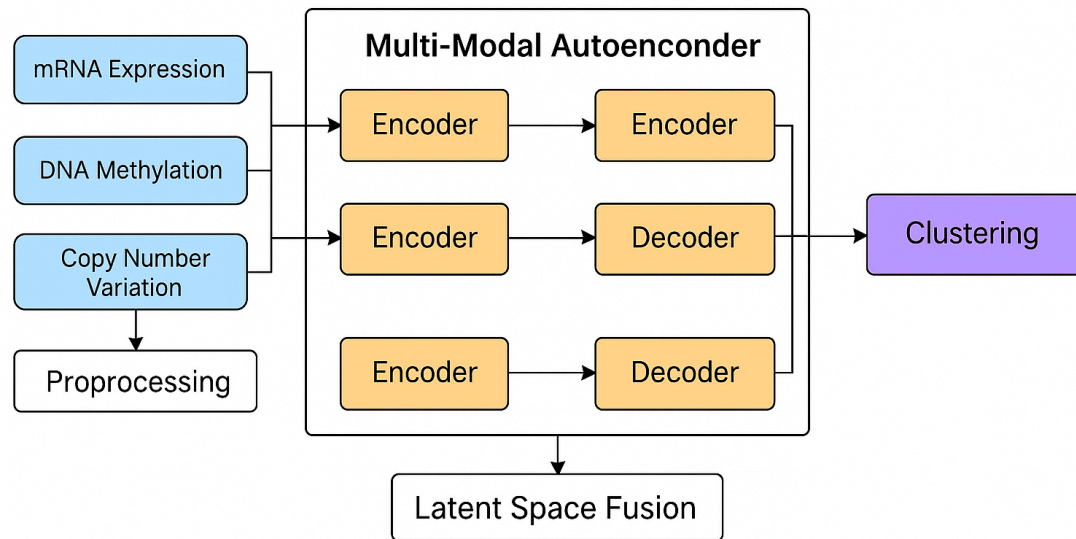 Multi-Modal Autoenconder
mRNA Expression
DNA Methylation
Copy Number
Variation
Proprocessing
Encoder
Encoder
Encoder
Decoder
Encoder
Decoder
Clustering
Latent Space Fusion